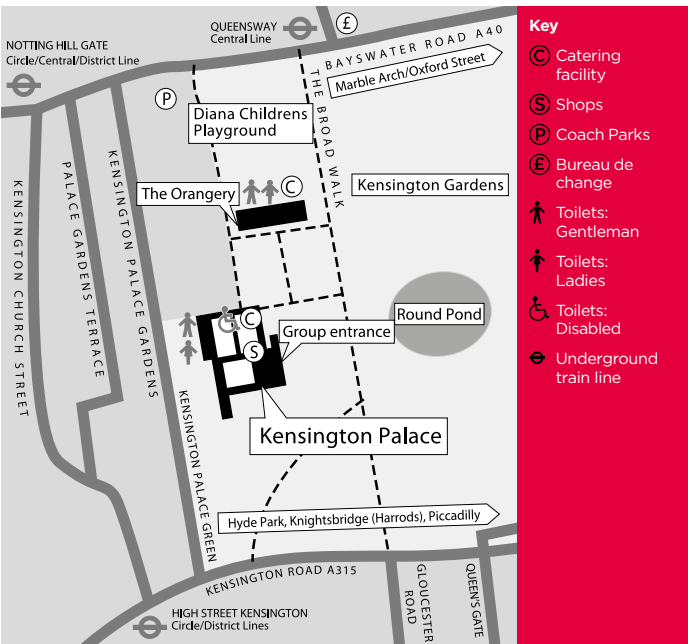 QUEENSWAY
Central Line
£
NOTTING HILL GATE
Circle/Central/District Line
BAYSWATER ROAD A40
Marble Arch/Oxford Street
P
Diana Childrens
Playground
THE BROAD WALK
KENSINGTON CHURCH STREET
PALACE GARDENS TERRACE
KENSINGTON PALACE GARDENS
The Orangery
C
Kensington Gardens
C
S
Group entrance
Round Pond
Kensington Palace
KENSINGTON PALACE GREEN
Hyde Park, Knightsbridge (Harrods), Piccadilly
KENSINGTON ROAD A315
GLOUCESTER
ROAD
QUEEN'S GATE
HIGH STREET KENSINGTON
Circle/District Lines
Key
C Catering
facility
S Shops
P Coach Parks
£ Bureau de
change
Toilets:
Gentleman
Toilets:
Ladies
Toilets:
Disabled
Underground
train line